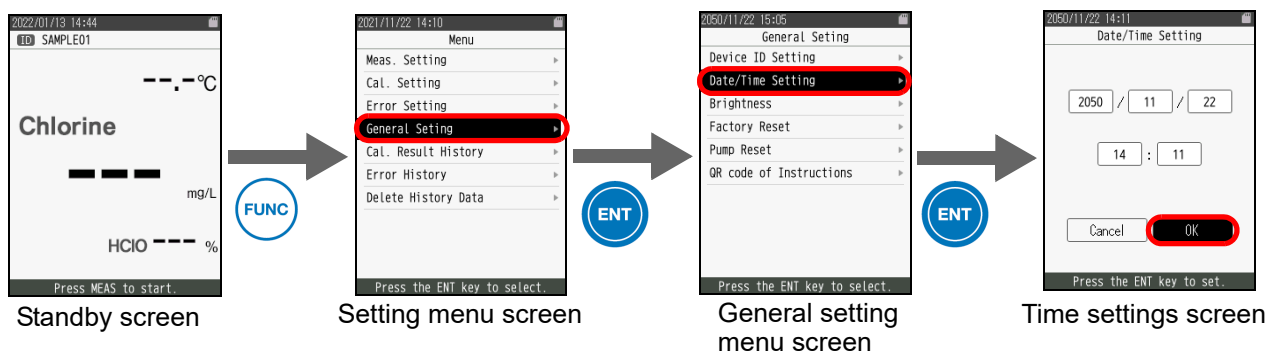 2022/01/13 14:44
ID SAMPLE01
--.-℃
Chlorine
---
mg/L
HClO --- %
Press MEAS to start.
Standby screen
FUNC
2021/11/22 14:10
Menu
Meas. Setting
Cal. Setting
Error Setting
General Seting
Cal. Result History
Error History
Delete History Data
Press the ENT key to select.
Setting menu screen
ENT
2050/11/22 15:05
General Seting
Device ID Setting
Date/Time Setting
Brightness
Factory Reset
Pump Reset
QR code of Instructions
Press the ENT key to select.
General setting
menu screen
ENT
2050/11/22 14:11
Date/Time Setting
2050 / 11 / 22
14 : 11
Cancel OK
Press the ENT key to set.
Time settings screen